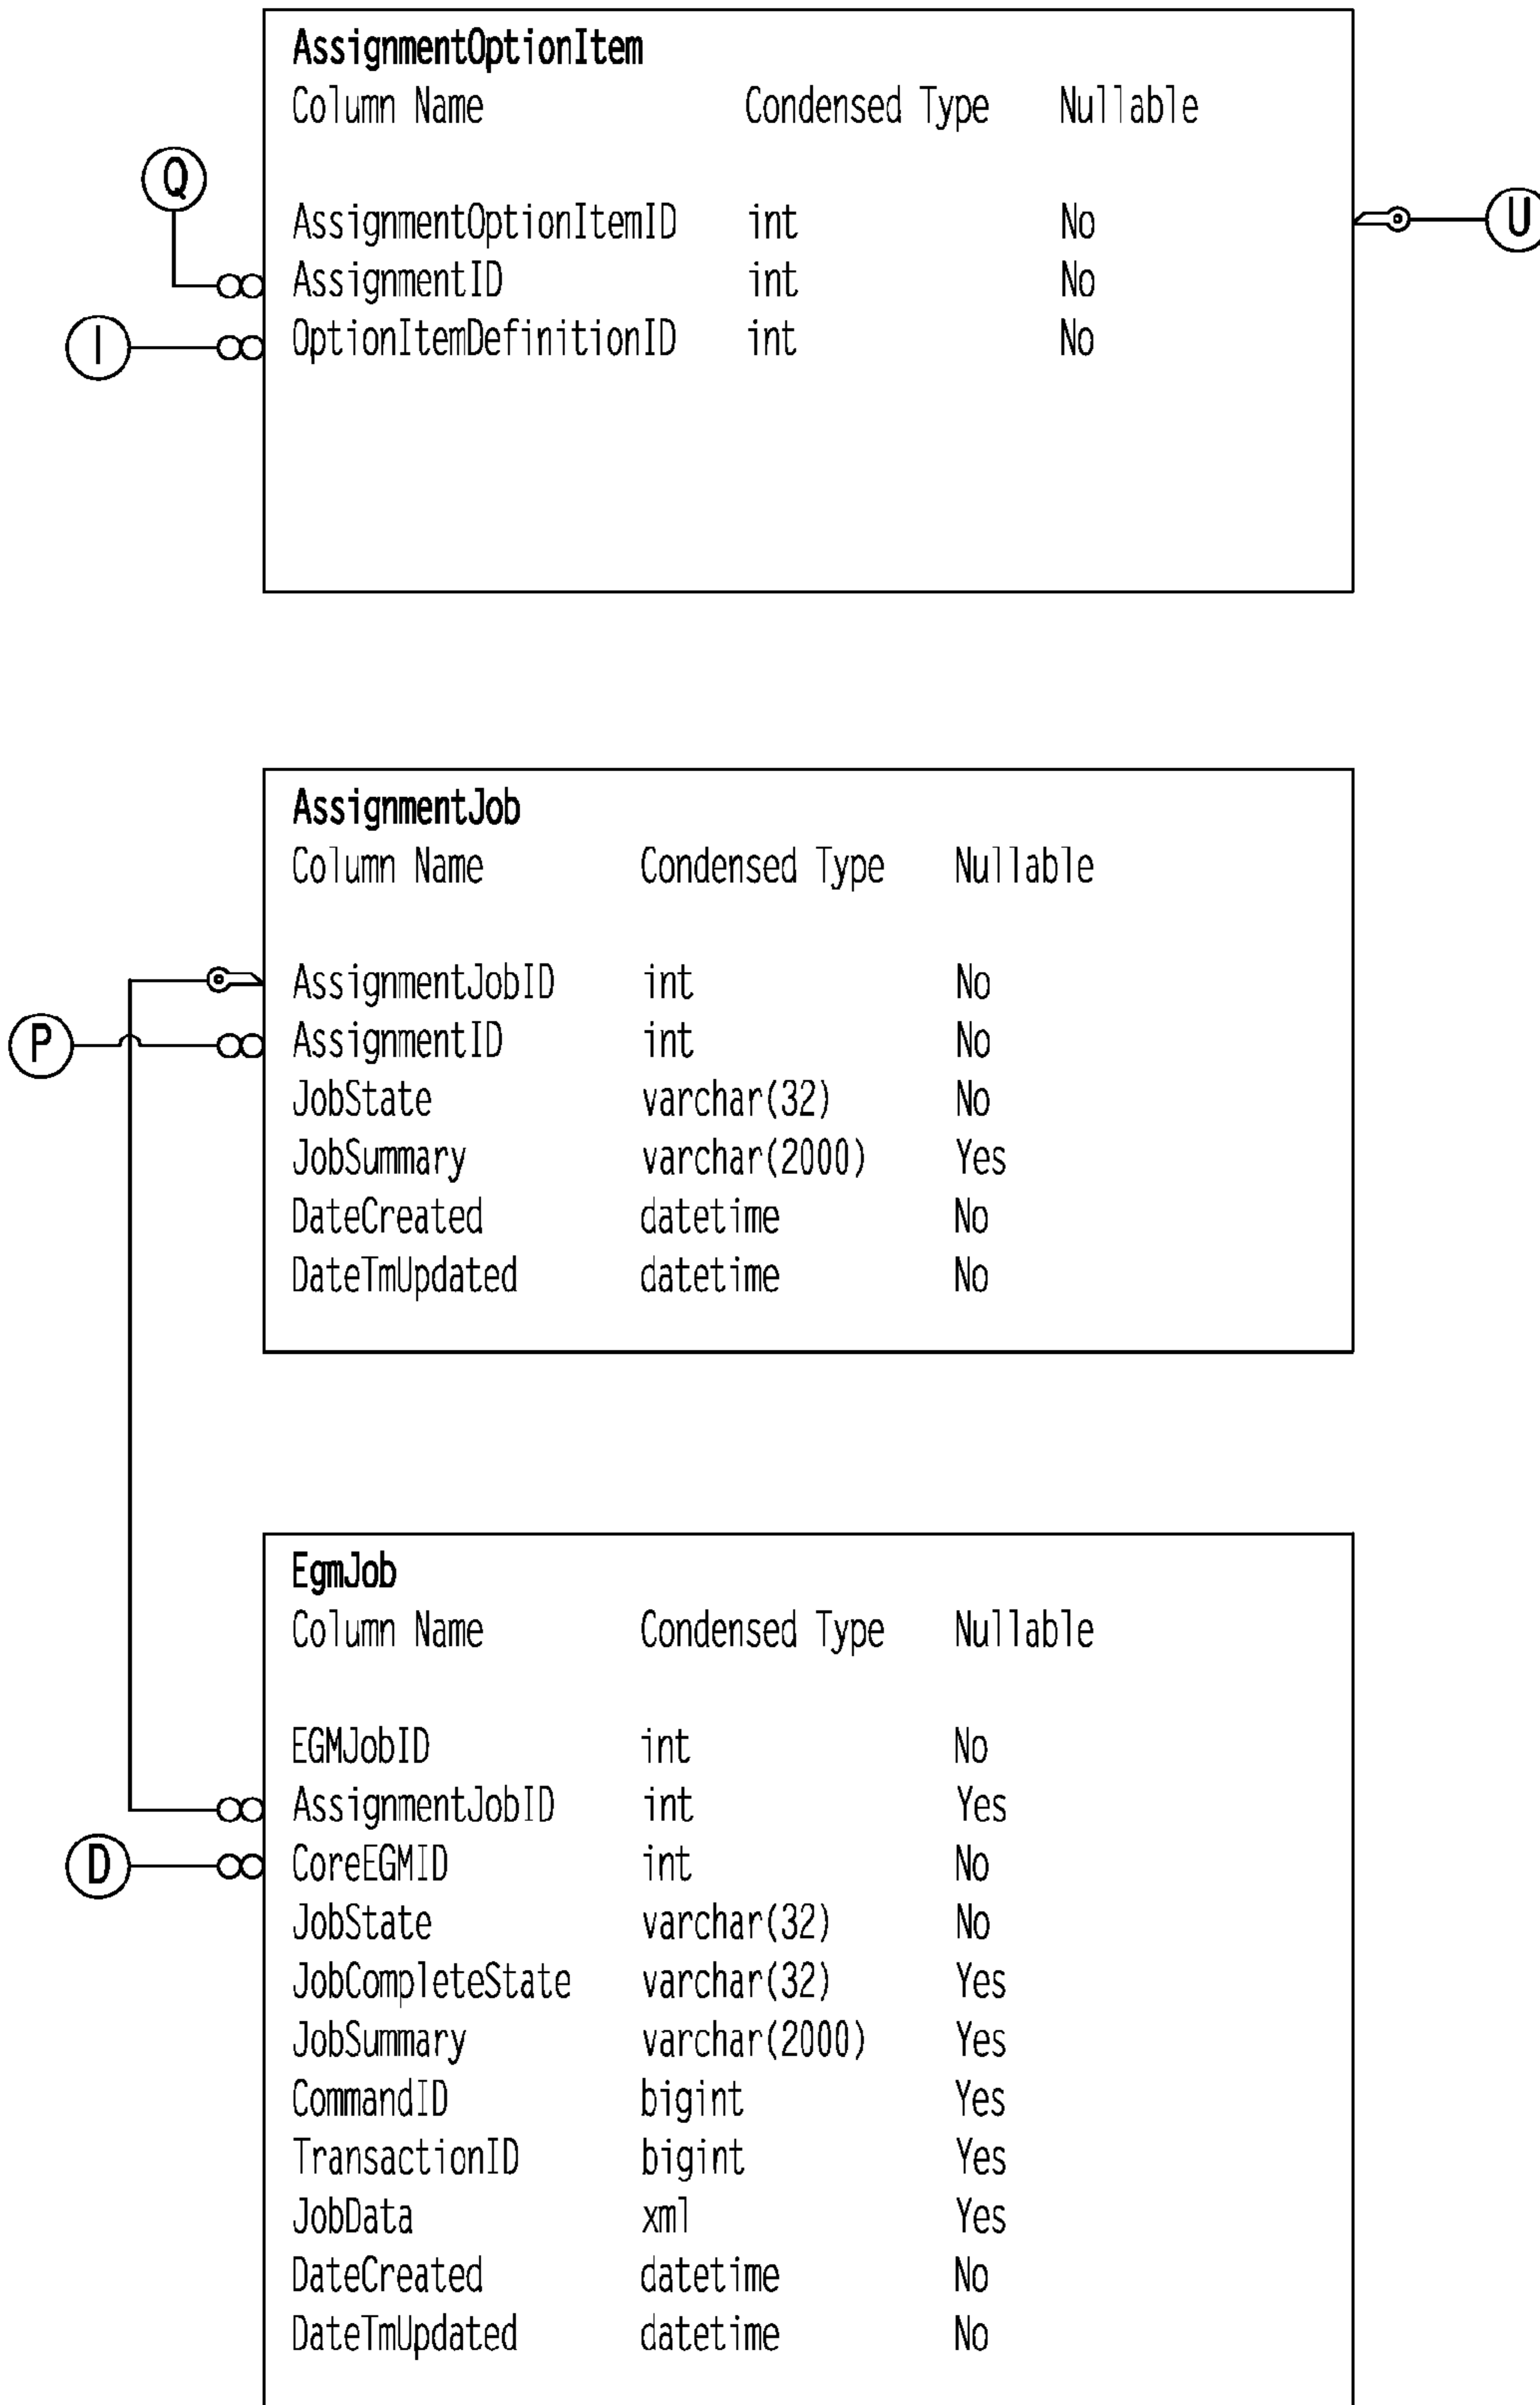 AssignmentOptionItem
Column Name Condensed Type Nullable
Q
AssignmentOptionItemID int No
U
AssignmentID int No
I
OptionItemDefinitionID int No
AssignmentJob
Column Name Condensed Type Nullable
AssignmentJobID int No
P
AssignmentID int No
JobState varchar(32) No
JobSummary varchar(2000) Yes
DateCreated datetime No
DateTmUpdated datetime No
EgmJob
Column Name Condensed Type Nullable
EGMJobID int No
AssignmentJobID int Yes
D
CoreEGMID int No
JobState varchar(32) No
JobCompleteState varchar(32) Yes
JobSummary varchar(2000) Yes
CommandID bigint Yes
TransactionID bigint Yes
JobData xml Yes
DateCreated datetime No
DateTmUpdated datetime No